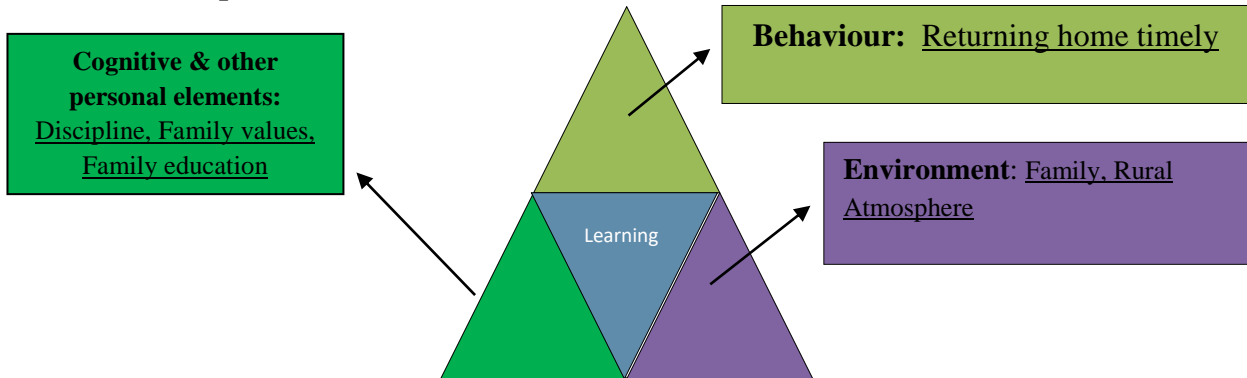 Cognitive & other
personal elements:
Discipline, Family values,
Family education
Behaviour: Returning home timely
Environment: Family, Rural
Atmosphere
Learning